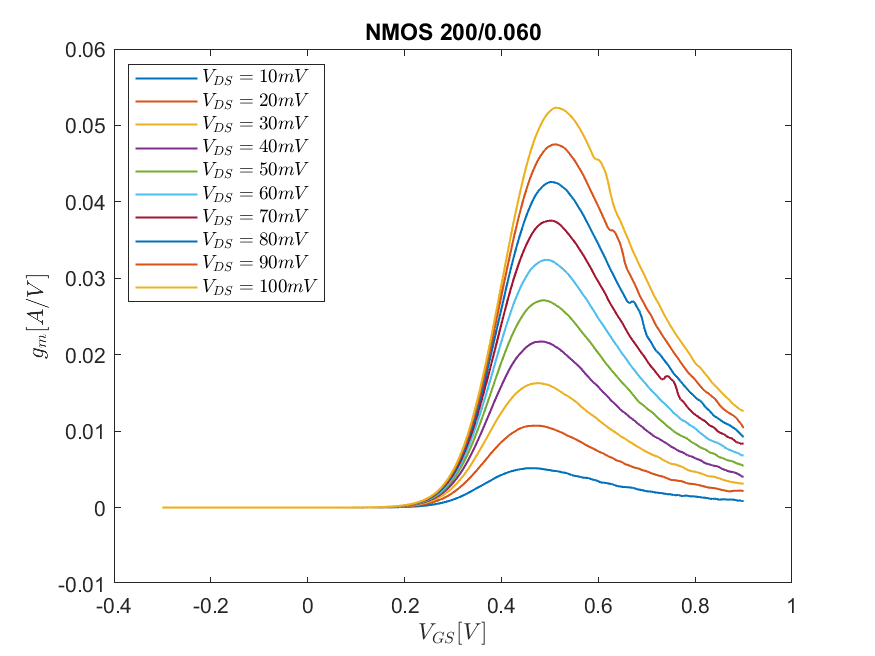 NMOS 200/0.060
0.06
0.05
0.04
0.03
0.02
0.01
0
-0.01
g_m[A/V]
V_DS = 10mV
V_DS = 20mV
V_DS = 30mV
V_DS = 40mV
V_DS = 50mV
V_DS = 60mV
V_DS = 70mV
V_DS = 80mV
V_DS = 90mV
V_DS = 100mV
-0.4 -0.2 0 0.2 0.4 0.6 0.8 1
V_GS[V]